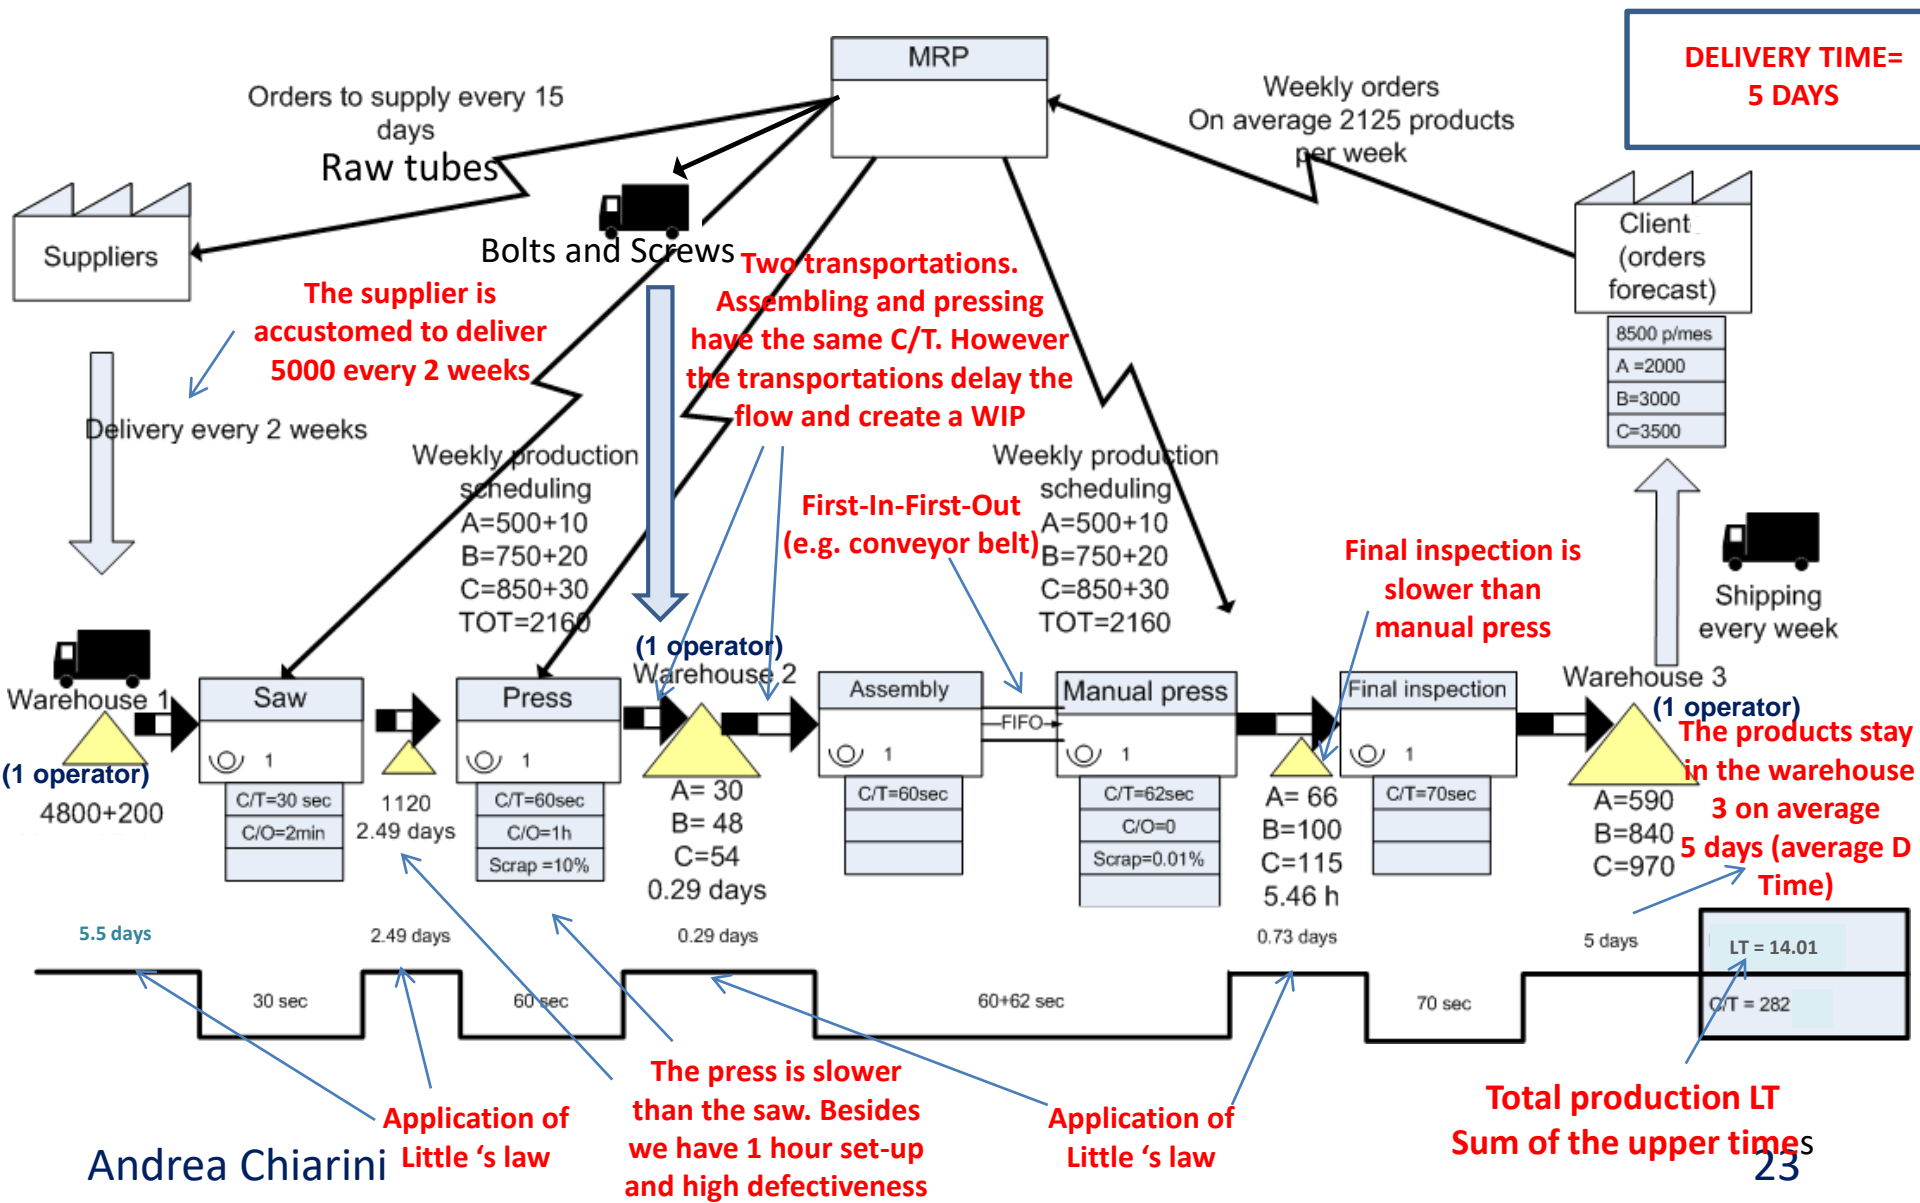 MRP
DELIVERY TIME=
5 DAYS
Orders to supply every 15
days
Raw tubes
Weekly orders
On average 2125 products
per week
Suppliers
Bolts and Screws
Client
(orders
forecast)
8500 p/mes
A =2000
B=3000
C=3500
The supplier is
accustomed to deliver
5000 every 2 weeks
Two transportations.
Assembling and pressing
have the same C/T. However
the transportations delay the
flow and create a WIP
Delivery every 2 weeks
Weekly production
scheduling
A=500+10
B=750+20
C=850+30
TOT=2160
First-In-First-Out
(e.g. conveyor belt)
Weekly production
scheduling
A=500+10
B=750+20
C=850+30
TOT=2160
Final inspection is
slower than
manual press
Shipping
every week
Warehouse 1
(1 operator)
4800+200
Saw
1
C/T=30 sec
C/O=2min
1120
2.49 days
Press
1
C/T=60sec
C/O=1h
Scrap =10%
(1 operator)
Warehouse 2
A= 30
B= 48
C=54
0.29 days
Assembly
1
C/T=60sec
FIFO
Manual press
1
C/T=62sec
C/O=0
Scrap=0.01%
A= 66
B=100
C=115
5.46 h
Final inspection
1
C/T=70sec
Warehouse 3
(1 operator)
A=590
B=840
C=970
The products stay
in the warehouse
3 on average
5 days (average D
Time)
5.5 days
2.49 days
0.29 days
0.73 days
5 days
LT = 14.01
30 sec
60 sec
60+62 sec
70 sec
C/T = 282
Application of
Little ‘s law
The press is slower
than the saw. Besides
we have 1 hour set-up
and high defectiveness
Application of
Little ‘s law
Total production LT
Sum of the upper times
Andrea Chiarini
23